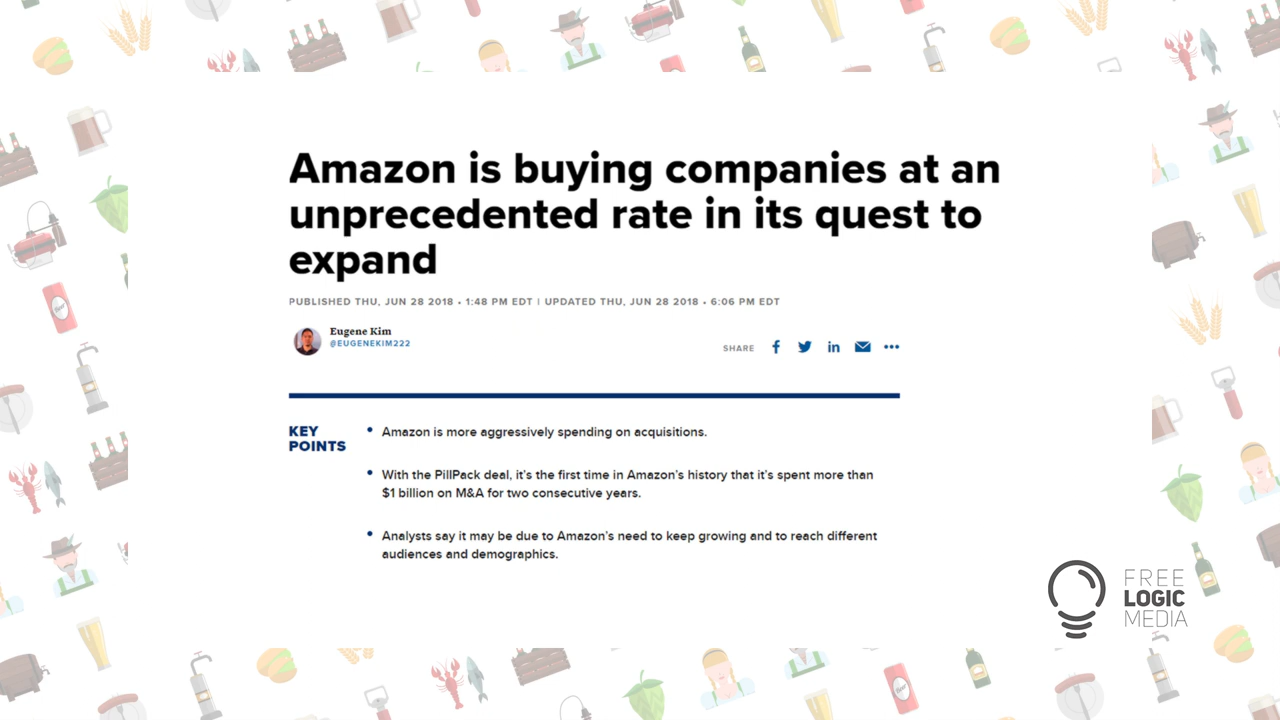 Amazon is buying companies at an
unprecedented rate in its quest to
expand
PUBLISHED THU, JUN 28 2018 • 1:48 PM EDT | UPDATED THU, JUN 28 2018 • 6:06 PM EDT
Eugene Kim
@EUGENEKIM222
SHARE
KEY
POINTS
• Amazon is more aggressively spending on acquisitions.
• With the PillPack deal, it's the first time in Amazon's history that it's spent more than
$1 billion on M&A for two consecutive years.
• Analysts say it may be due to Amazon's need to keep growing and to reach different
audiences and demographics.
FREE
LOGIC
MEDIA